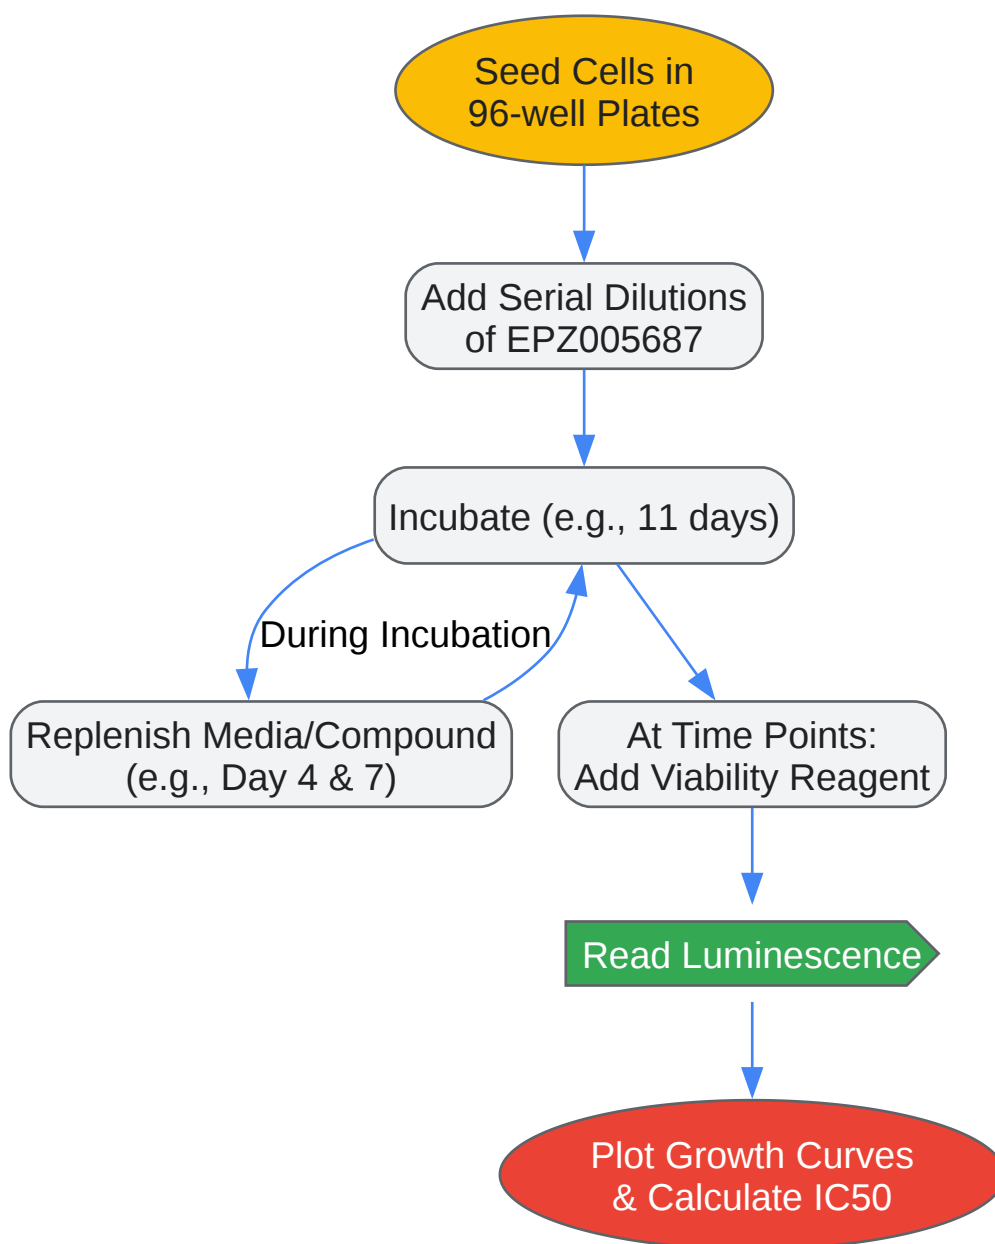 Seed Cells in
96-well Plates
Add Serial Dilutions
of EPZ005687
Incubate (e.g., 11 days)
During Incubation
Replenish Media/Compound
(e.g., Day 4 & 7)
At Time Points:
Add Viability Reagent
Read Luminescence
Plot Growth Curves
& Calculate IC50